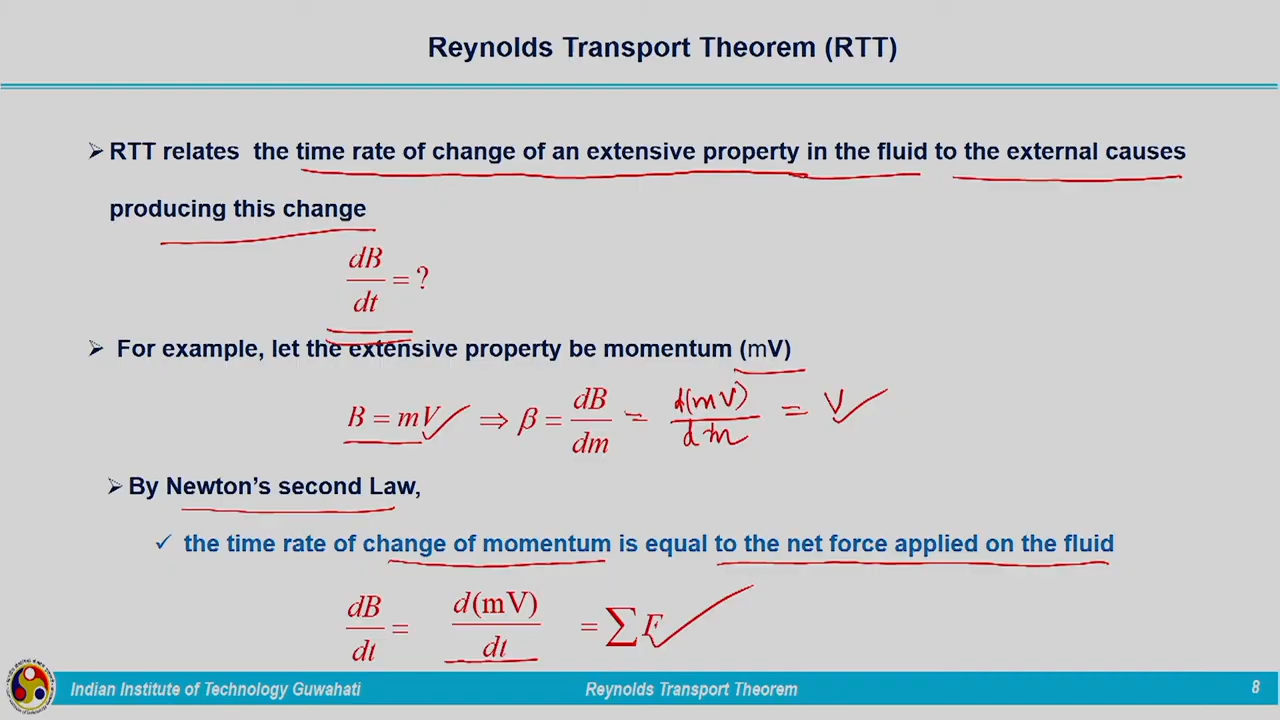 Reynolds Transport Theorem (RTT)
➢ RTT relates the time rate of change of an extensive property in the fluid to the external causes
producing this change
dB/dt = ?
➢ For example, let the extensive property be momentum (mV)
B = mV ⇒ β = dB/dm = d(mV)/dm = V
➢ By Newton's second Law,
✓ the time rate of change of momentum is equal to the net force applied on the fluid
dB/dt = d(mV)/dt = ∑ F
Indian Institute of Technology Guwahati Reynolds Transport Theorem 8